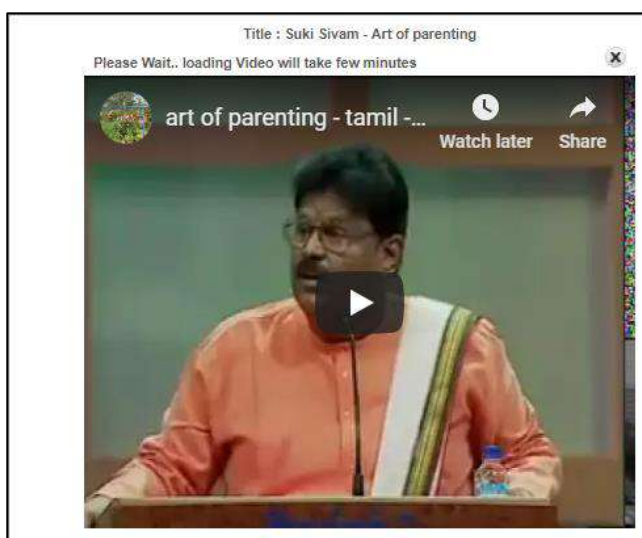 Title : Suki Sivam - Art of parenting
Please Wait.. loading Video will take few minutes
X
art of parenting - tamil -...
Watch later
Share